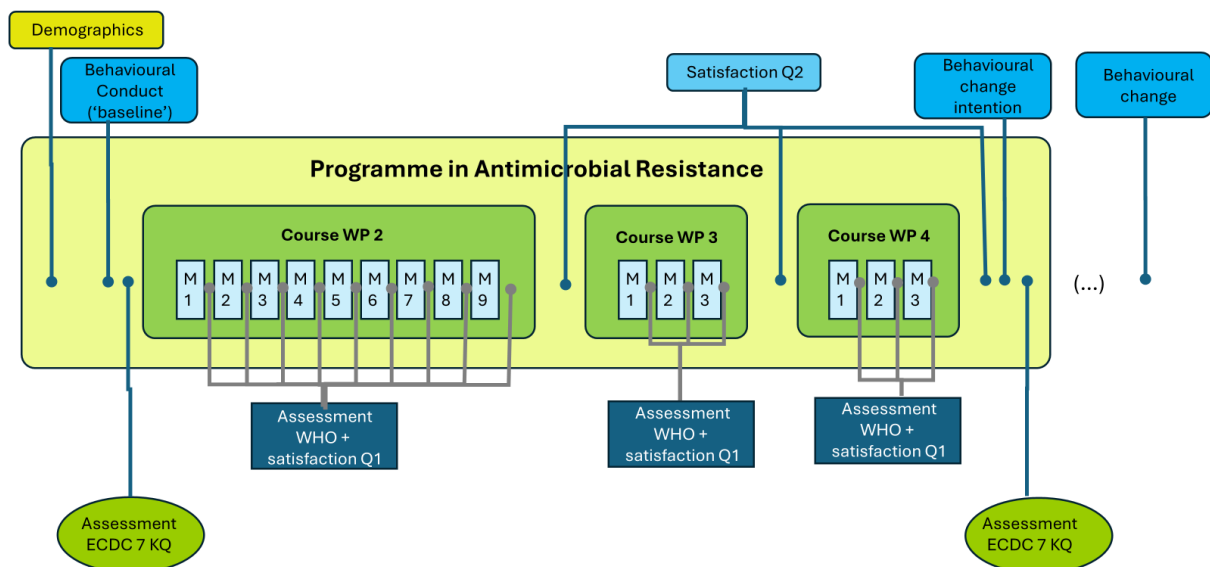 Demographics
Behavioural
Conduct
(‘baseline’)
Satisfaction Q2
Behavioural
change
intention
Behavioural
change
Programme in Antimicrobial Resistance
Course WP 2
M
1
M
2
M
3
M
4
M
5
M
6
M
7
M
8
M
9
Course WP 3
M
1
M
2
M
3
Course WP 4
M
1
M
2
M
3
(...)
Assessment
WHO +
satisfaction Q1
Assessment
WHO +
satisfaction Q1
Assessment
WHO +
satisfaction Q1
Assessment
ECDC 7 KQ
Assessment
ECDC 7 KQ